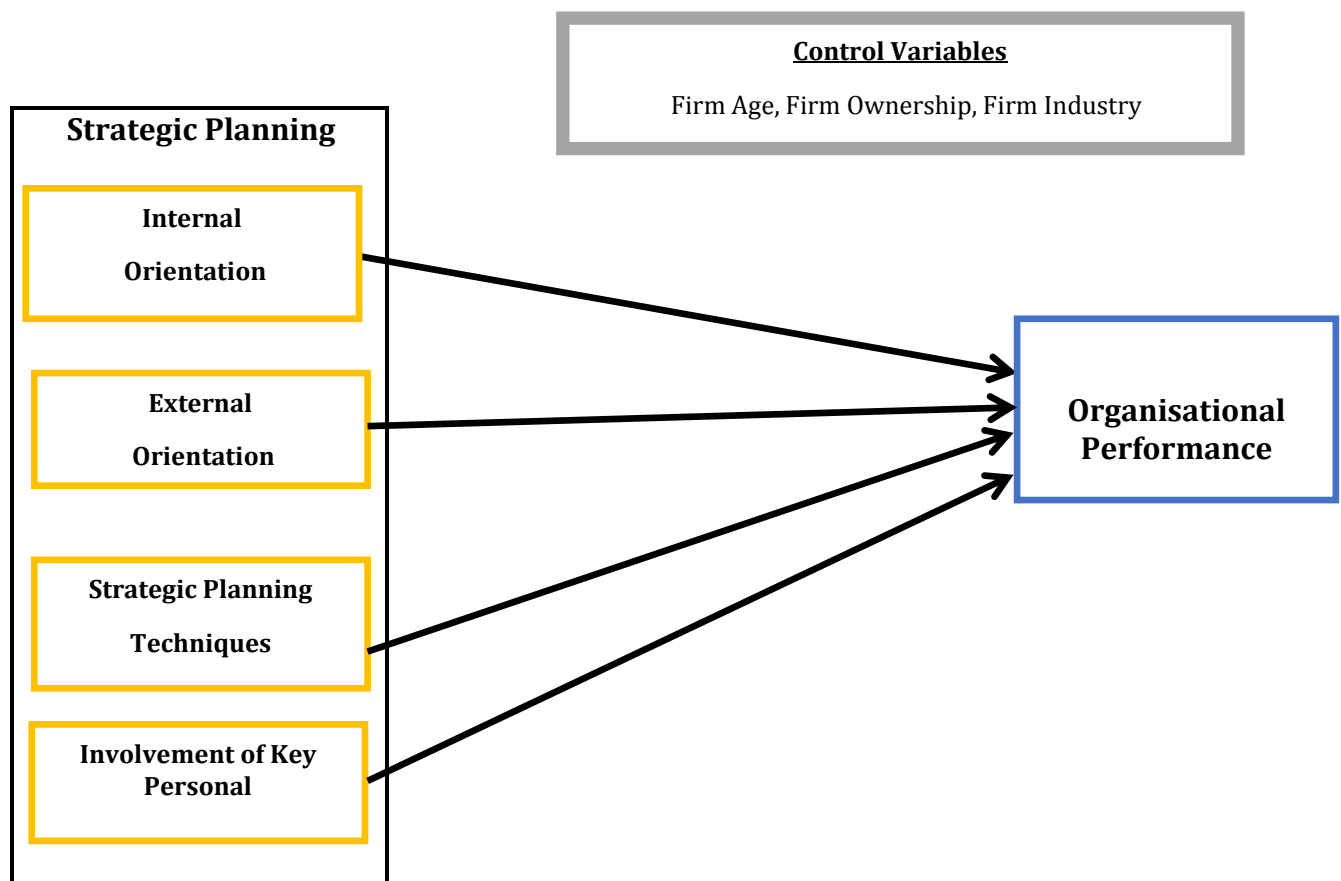 Control Variables
Firm Age, Firm Ownership, Firm Industry
Strategic Planning
Internal
Orientation
External
Orientation
Strategic Planning
Techniques
Involvement of Key
Personal
Organisational
Performance